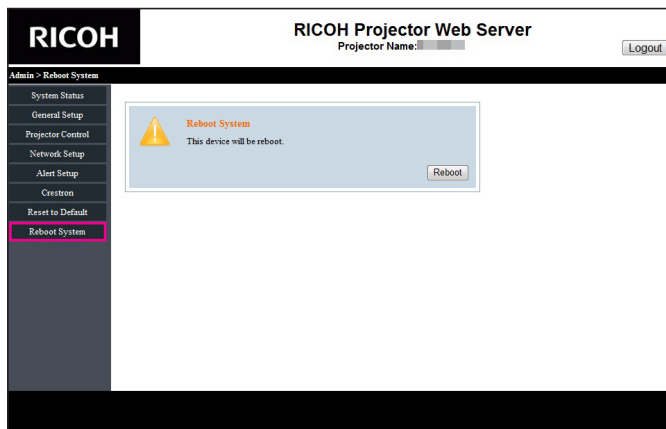 RICOH
RICOH Projector Web Server
Projector Name:
Logout
Admin > Reboot System
System Status
General Setup
Projector Control
Network Setup
Alert Setup
Crestron
Reset to Default
Reboot System
Reboot System
This device will be reboot.
Reboot